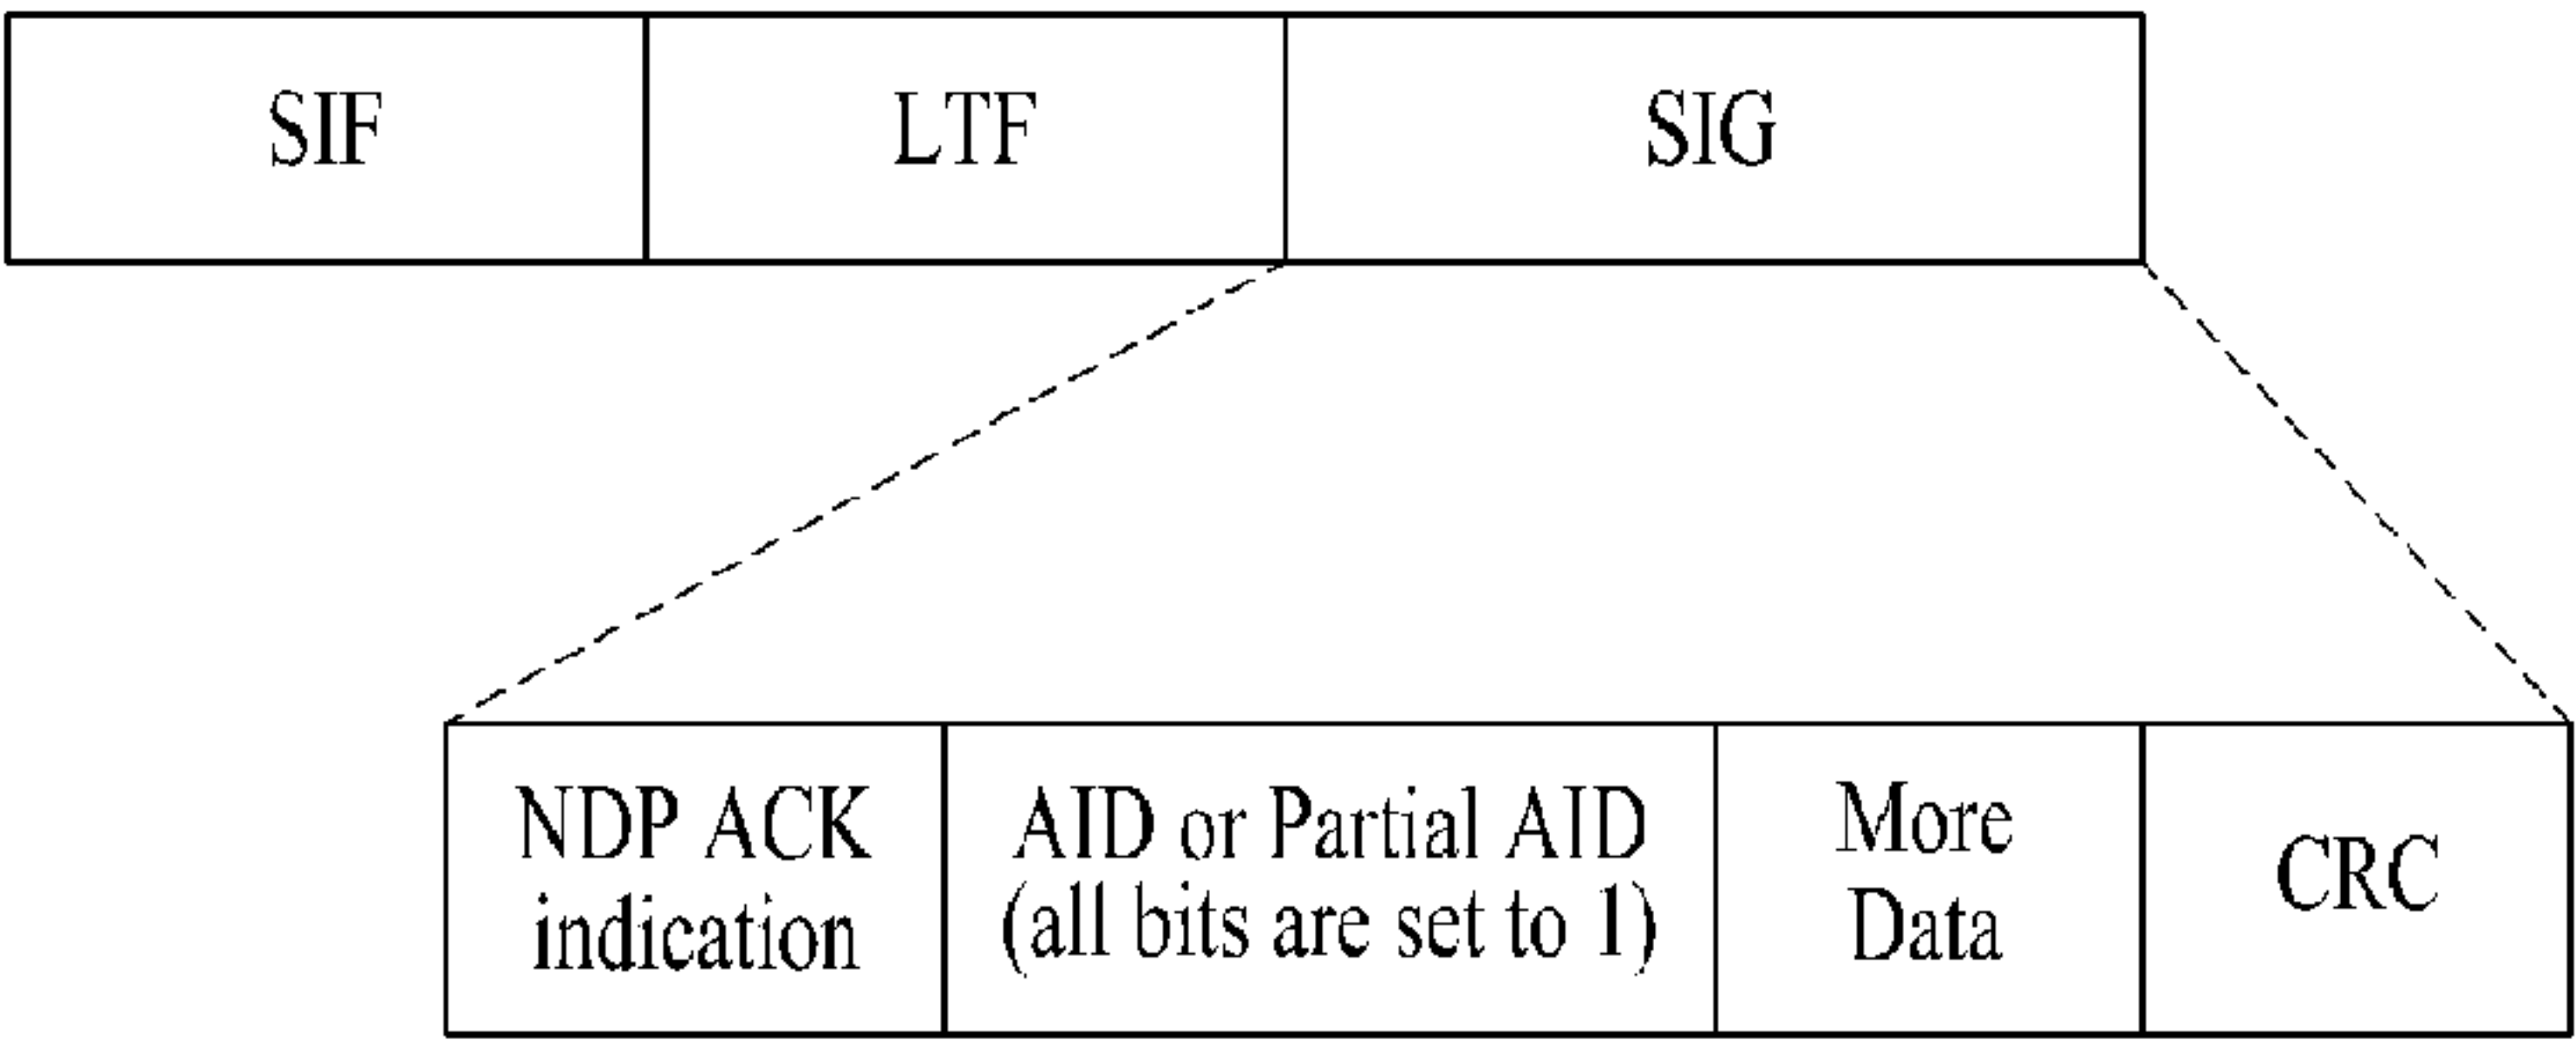 SIF
LTF
SIG
NDP ACK
indication
AID or Partial AID
(all bits are set to 1)
More
Data
CRC